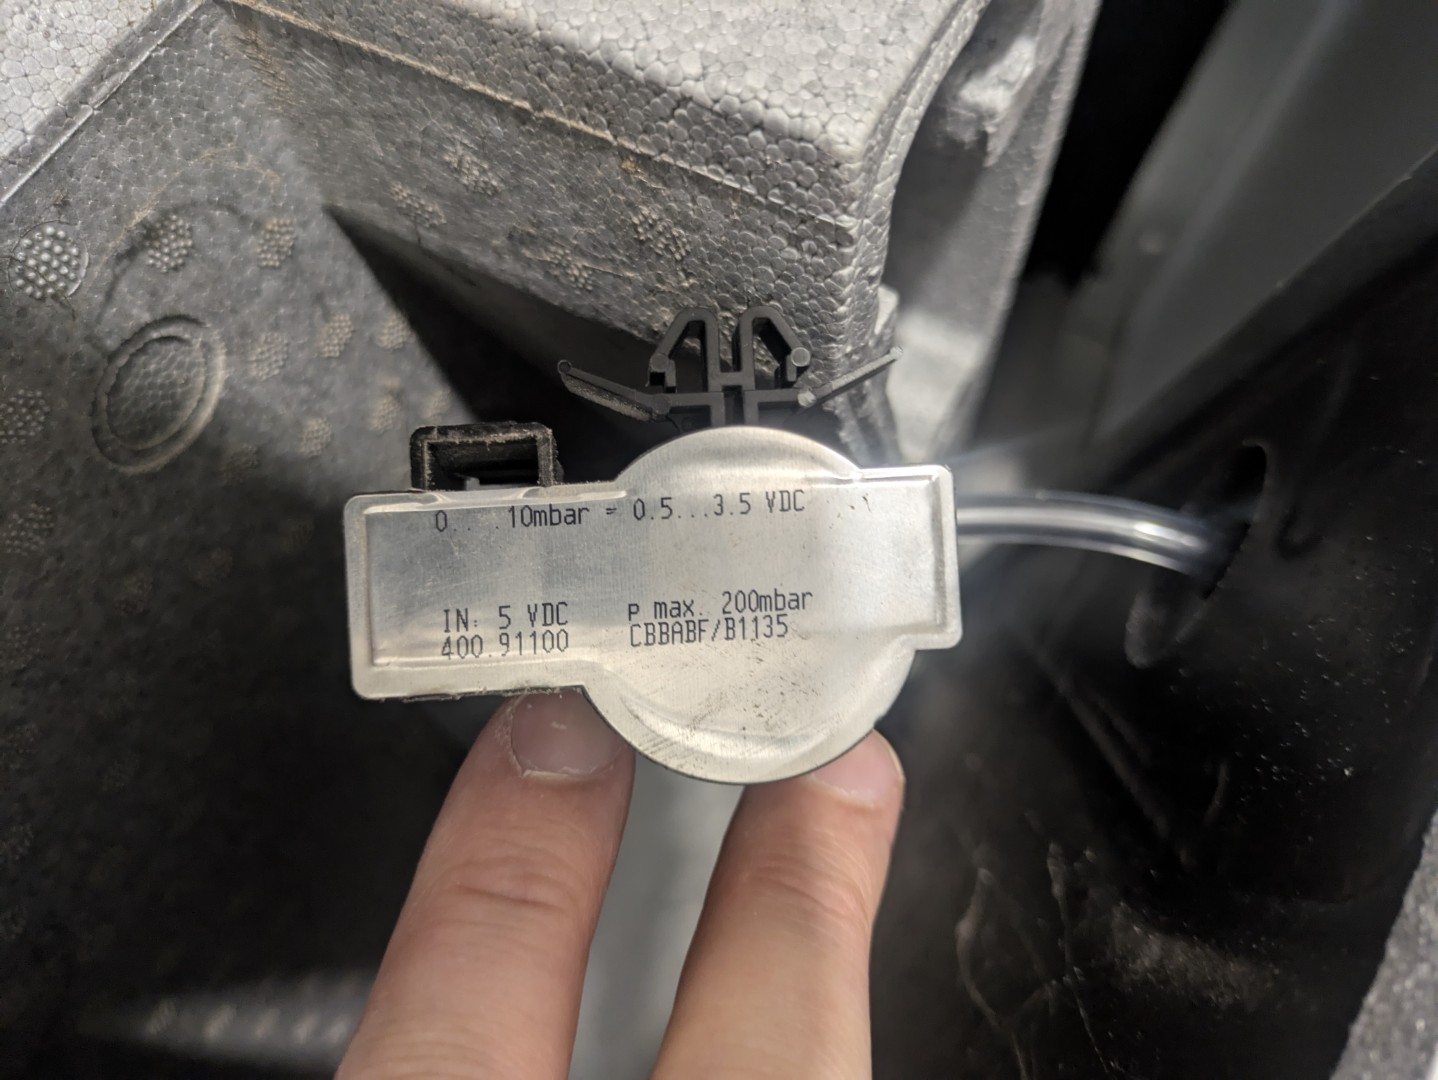 0....10mbar = 0.5...3.5 VDC
IN: 5 VDC p max. 200mbar
400.91100 CBBABF/B1135